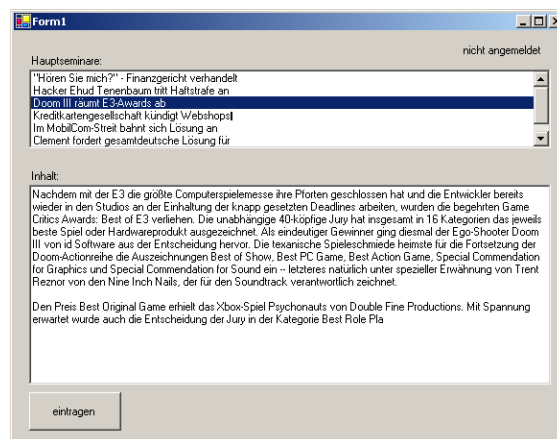 Form1
nicht angemeldet
Hauptseminare:
"Hören Sie mich?" - Finanzgericht verhandelt
Hacker Ehud Tenenbaum tritt Haftstrafe an
Doom III räumt E3-Awards ab
Kreditkartengesellschaft kündigt Webshops
Im MobilCom-Streit bahnt sich Lösung an
Clement fordert gesamtdeutsche Lösung für
Inhalt:
Nachdem mit der E3 die größte Computerspielemesse ihre Pforten geschlossen hat und die Entwickler bereits
wieder in den Studios an der Einhaltung der knapp gesetzten Deadlines arbeiten, wurden die begehrten Game
Critics Awards: Best of E3 verliehen. Die unabhängige 40-köpfige Jury hat insgesamt in 16 Kategorien das jeweils
beste Spiel oder Hardwareprodukt ausgezeichnet. Als eindeutiger Gewinner ging diesmal der Ego-Shooter Doom
III von id Software aus der Entscheidung hervor. Die texanische Spieleschmiede heimste für die Fortsetzung der
Doom-Actionreihe die Auszeichnungen Best of Show, Best PC Game, Best Action Game, Special Commendation
for Graphics und Special Commendation for Sound ein -- letzteres natürlich unter spezieller Erwähnung von Trent
Reznor von den Nine Inch Nails, der für den Soundtrack verantwortlich zeichnet.
Den Preis Best Original Game erhielt das Xbox-Spiel Psychonauts von Double Fine Productions. Mit Spannung
erwartet wurde auch die Entscheidung der Jury in der Kategorie Best Role Pla
eintragen